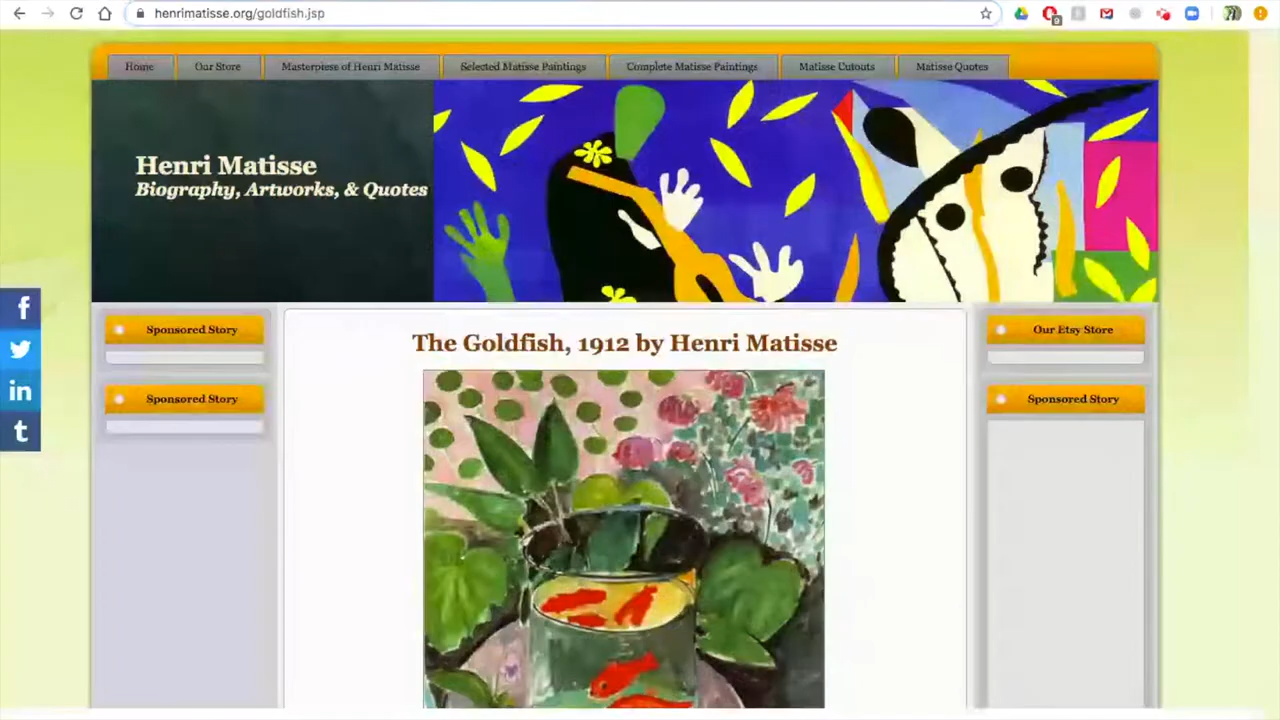 henrimatisse.org/goldfish.jsp
9
Home
Our Store
Masterpiese of Henri Matisse
Selected Matisse Paintings
Complete Matisse Paintings
Matisse Cutouts
Matisse Quotes
Henri Matisse
Biography, Artworks, & Quotes
Sponsored Story
The Goldfish, 1912 by Henri Matisse
Our Etsy Store
Sponsored Story
Sponsored Story